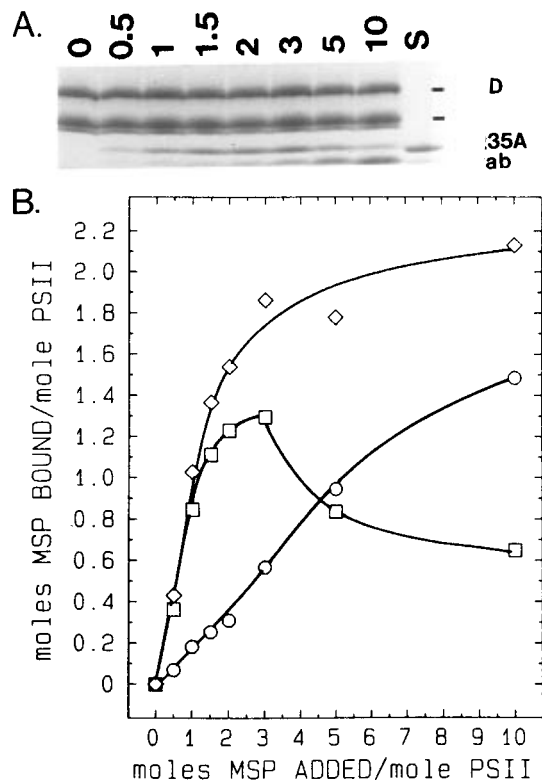 A.
0 0.5 1 1.5 2 3 5 10 S
D
:35A
ab
B.
moles MSP BOUND/mole PSII
2.2
2.0
1.8
1.6
1.4
1.2
1.0
0.8
0.6
0.4
0.2
0
0 1 2 3 4 5 6 7 8 9 10
moles MSP ADDED/mole PSII